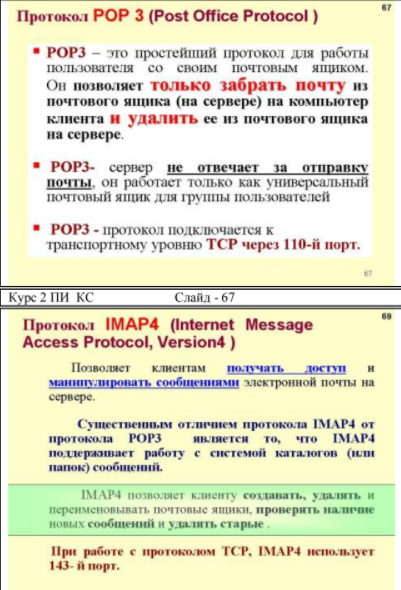 67
Протокол POP 3 (Post Office Protocol )
POP3 – это простейший протокол для работы
пользователя со своим почтовым ящиком.
Он позволяет только забрать почту из
почтового ящика (на сервере) на компьютер
клиента и удалить ее из почтового ящика
на сервере.
POP3- сервер не отвечает за отправку
почты, он работает только как универсальный
почтовый ящик для группы пользователей
POP3 - протокол подключается к
транспортному уровню TCP через 110-й порт.
67
Курс 2 ПИ КС Слайд - 67
69
Протокол IMAP4 (Internet Message
Access Protocol, Version4 )
Позволяет клиентам получать доступ и
манипулировать сообщениями электронной почты на
сервере.
Существенным отличием протокола IMAP4 от
протокола POP3 является то, что IMAP4
поддерживает работу с системой каталогов (или
папок) сообщений.
IMAP4 позволяет клиенту создавать, удалять и
переименовывать почтовые ящики, проверять наличие
новых сообщений и удалять старые .
При работе с протоколом TCP, IMAP4 использует
143- й порт.